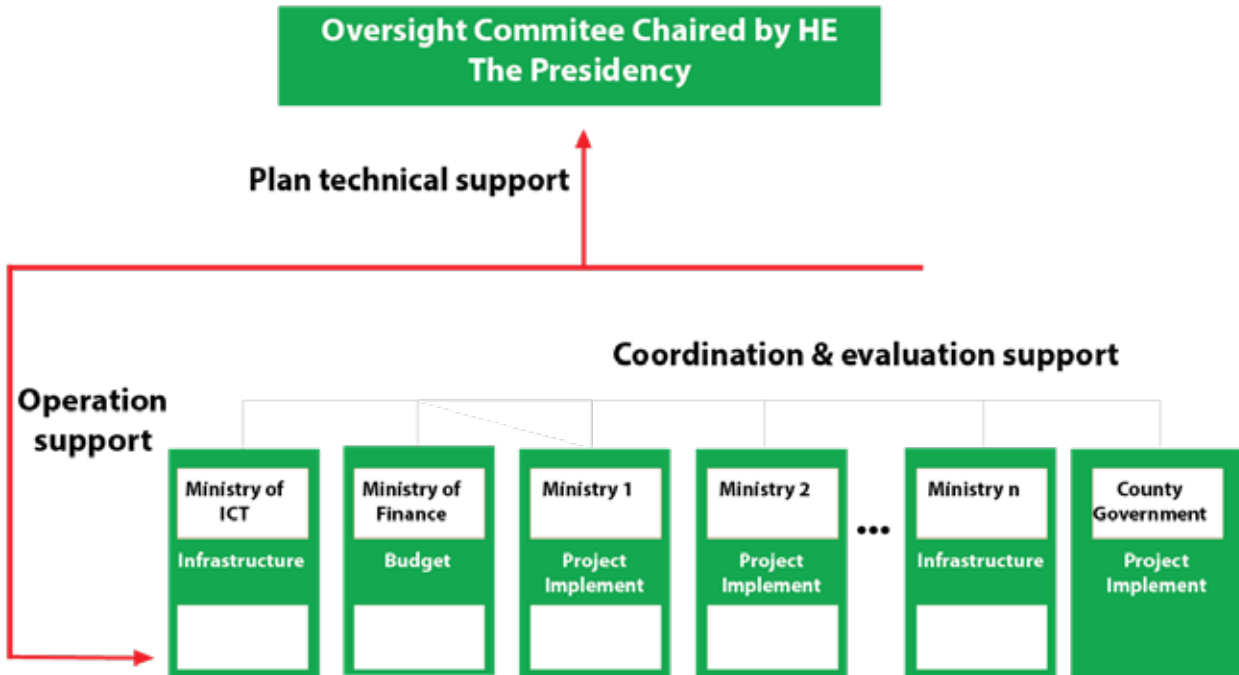 Oversight Commitee Chaired by HE
The Presidency
Plan technical support
Coordination & evaluation support
Operation
support
Ministry of
ICT
Infrastructure
Ministry of
Finance
Budget
Ministry 1
Project
Implement
Ministry 2
Project
Implement
...
Ministry n
Infrastructure
County
Government
Project
Implement